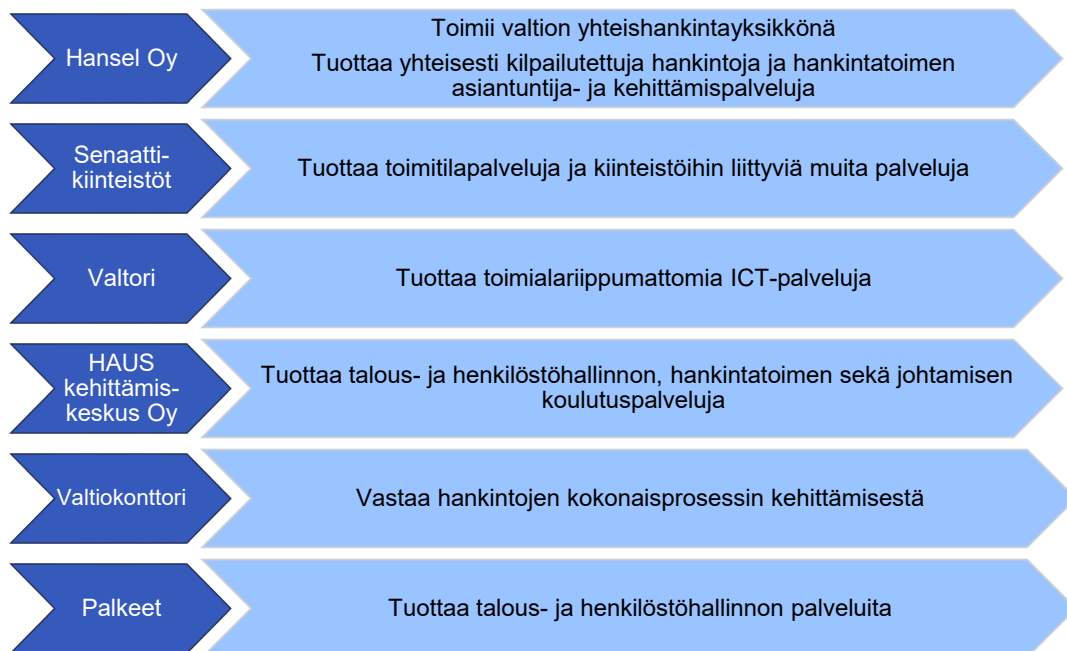 Hansel Oy
Toimii valtion yhteishankintayksikkönä
Tuottaa yhteisesti kilpailutettuja hankintoja ja hankintatoimen
asiantuntija- ja kehittämispalveluja
Senaatti-
kiinteistöt
Tuottaa toimitilapalveluja ja kiinteistöihin liittyviä muita palveluja
Valtori
Tuottaa toimialariippumattomia ICT-palveluja
HAUS
kehittämis-
keskus Oy
Tuottaa talous- ja henkilöstöhallinnon, hankintatoimen sekä johtamisen
koulutuspalveluja
Valtiokonttori
Vastaa hankintojen kokonaisprosessin kehittämisestä
Palkeet
Tuottaa talous- ja henkilöstöhallinnon palveluita